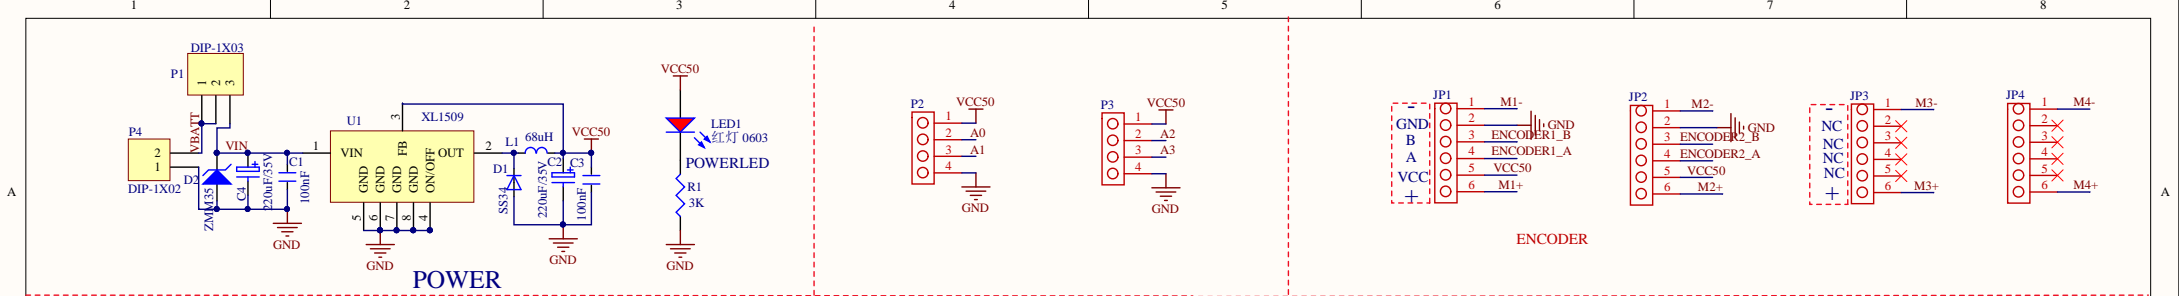 1 2 3 4 5 6 7 8
A
A
DIP-1X03
P1
1 2 3
P4
2
1
DIP-1X02
VBATT
VIN
D2
ZMM35
C4
220uF/35V
C1
100nF
GND
U1
XL1509
3
1
VIN
FB
OUT
2
GND
GND
GND
GND
ON/OFF
5 6 7 8 4
GND
L1
68uH
VCC50
D1
SS34
C2
220uF/35V
C3
100nF
GND
POWER
VCC50
LED1
红灯 0603
POWERLED
R1
3K
GND
P2
1
2
3
4
VCC50
A0
A1
GND
P3
1
2
3
4
VCC50
A2
A3
GND
JP1
-
GND
B
A
VCC
+
1 M1-
2 GND
3 ENCODER1_B
4 ENCODER1_A
5 VCC50
6 M1+
ENCODER
JP2
1 M2-
2 GND
3 ENCODER2_B
4 ENCODER2_A
5 VCC50
6 M2+
JP3
-
NC
NC
NC
NC
+
1 M3-
2
3
4
5
6 M3+
JP4
1 M4-
2
3
4
5
6 M4+